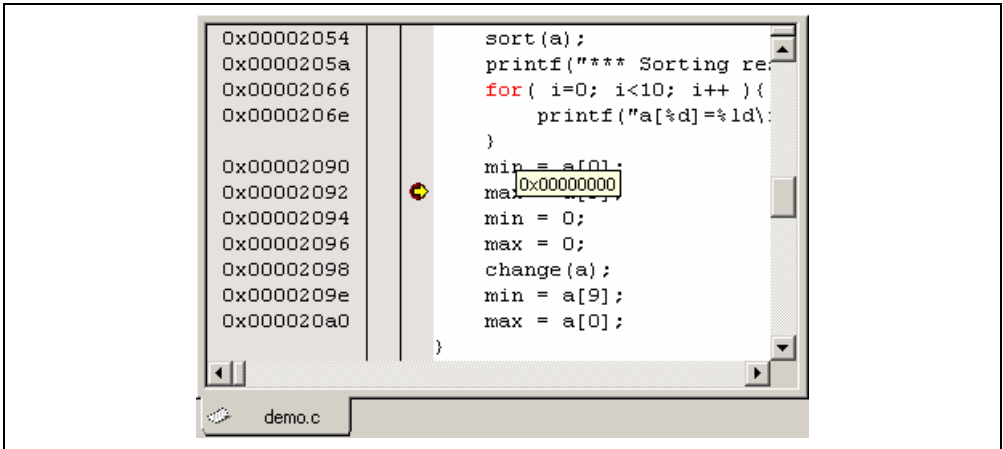 0x00002054 sort(a);
0x0000205a printf("*** Sorting re
0x00002066 for( i=0; i<10; i++ ){
0x0000206e printf("a[%d]=%ld\
}
0x00002090 min = a[0];
0x00002092 max
0x00000000
0x00002094 min = 0;
0x00002096 max = 0;
0x00002098 change(a);
0x0000209e min = a[9];
0x000020a0 max = a[0];
}
demo.c